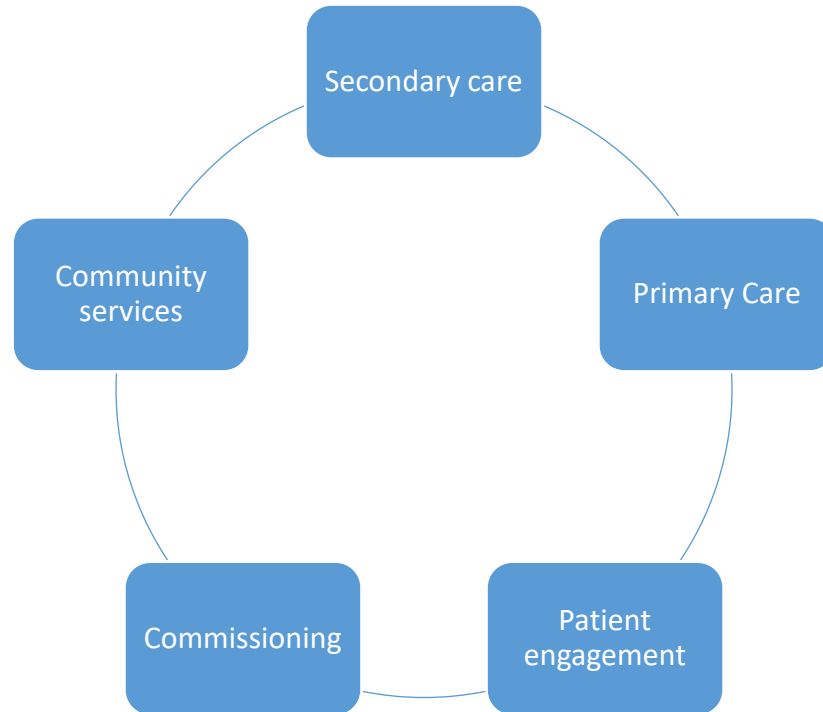 Secondary care
Primary Care
Patient
engagement
Commissioning
Community
services